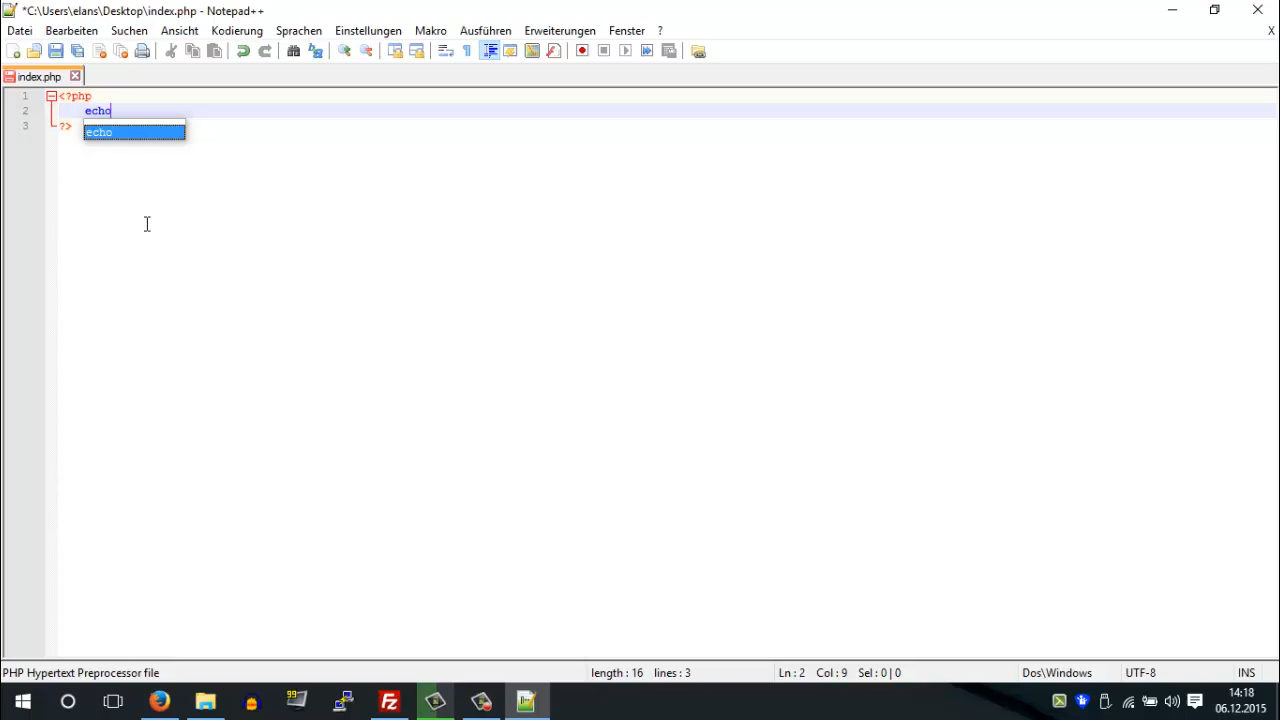 *C:\Users\elans\Desktop\index.php - Notepad++
Datei Bearbeiten Suchen Ansicht Kodierung Sprachen Einstellungen Makro Ausführen Erweiterungen Fenster ? X
index.php
1 <?php
2 echo
3 ?>
echo
PHP Hypertext Preprocessor file length : 16 lines : 3 Ln : 2 Col : 9 Sel : 0 | 0 Dos\Windows UTF-8 INS
99
14:18
06.12.2015